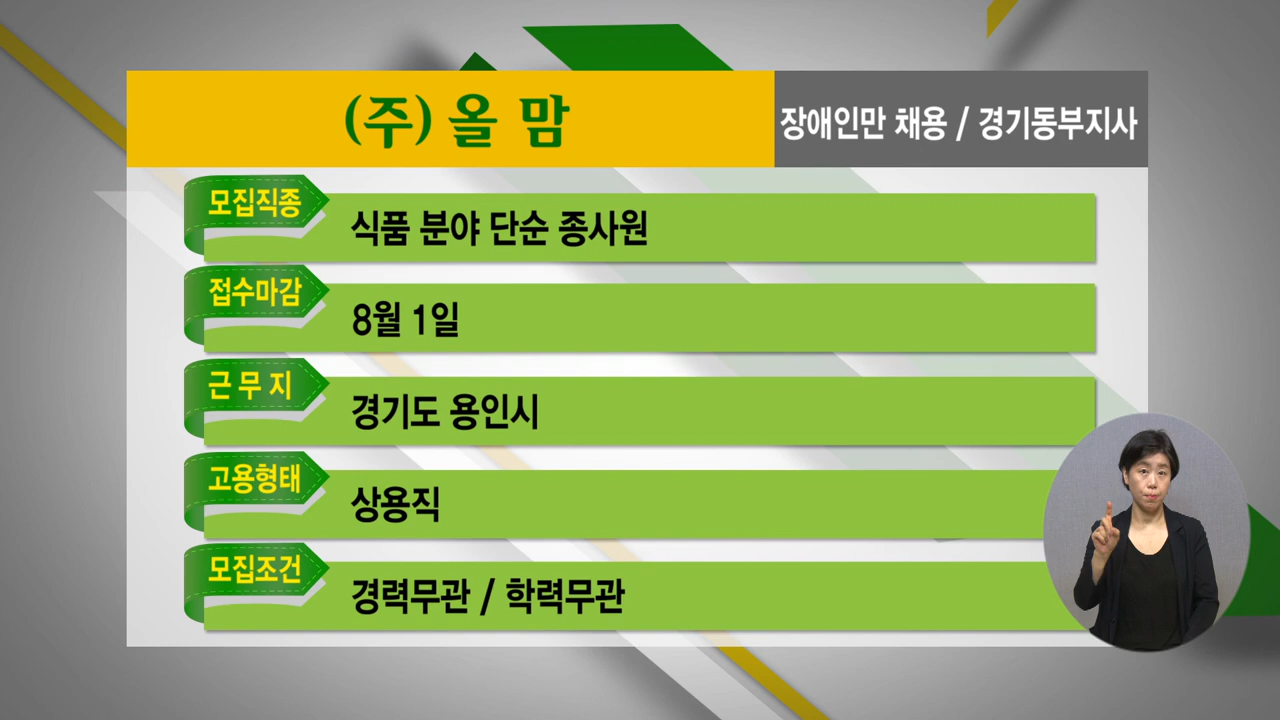 (주) 올 맘
장애인만 채용 / 경기동부지사
모집직종
식품 분야 단순 종사원
접수마감
8월 1일
근 무 지
경기도 용인시
고용형태
상용직
모집조건
경력무관 / 학력무관